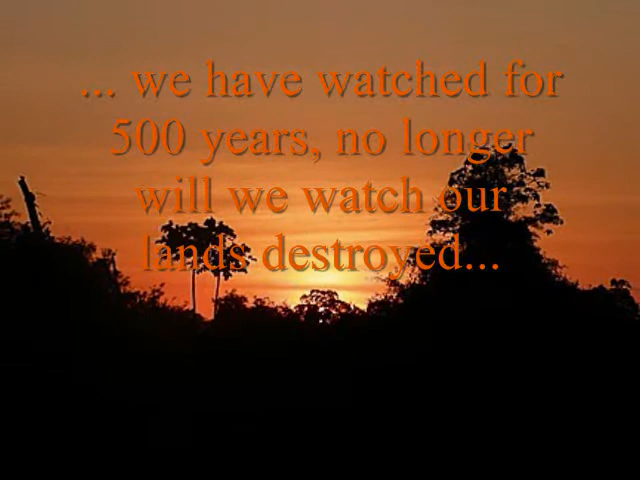 ... we have watched for
500 years, no longer
will we watch our
lands destroyed...